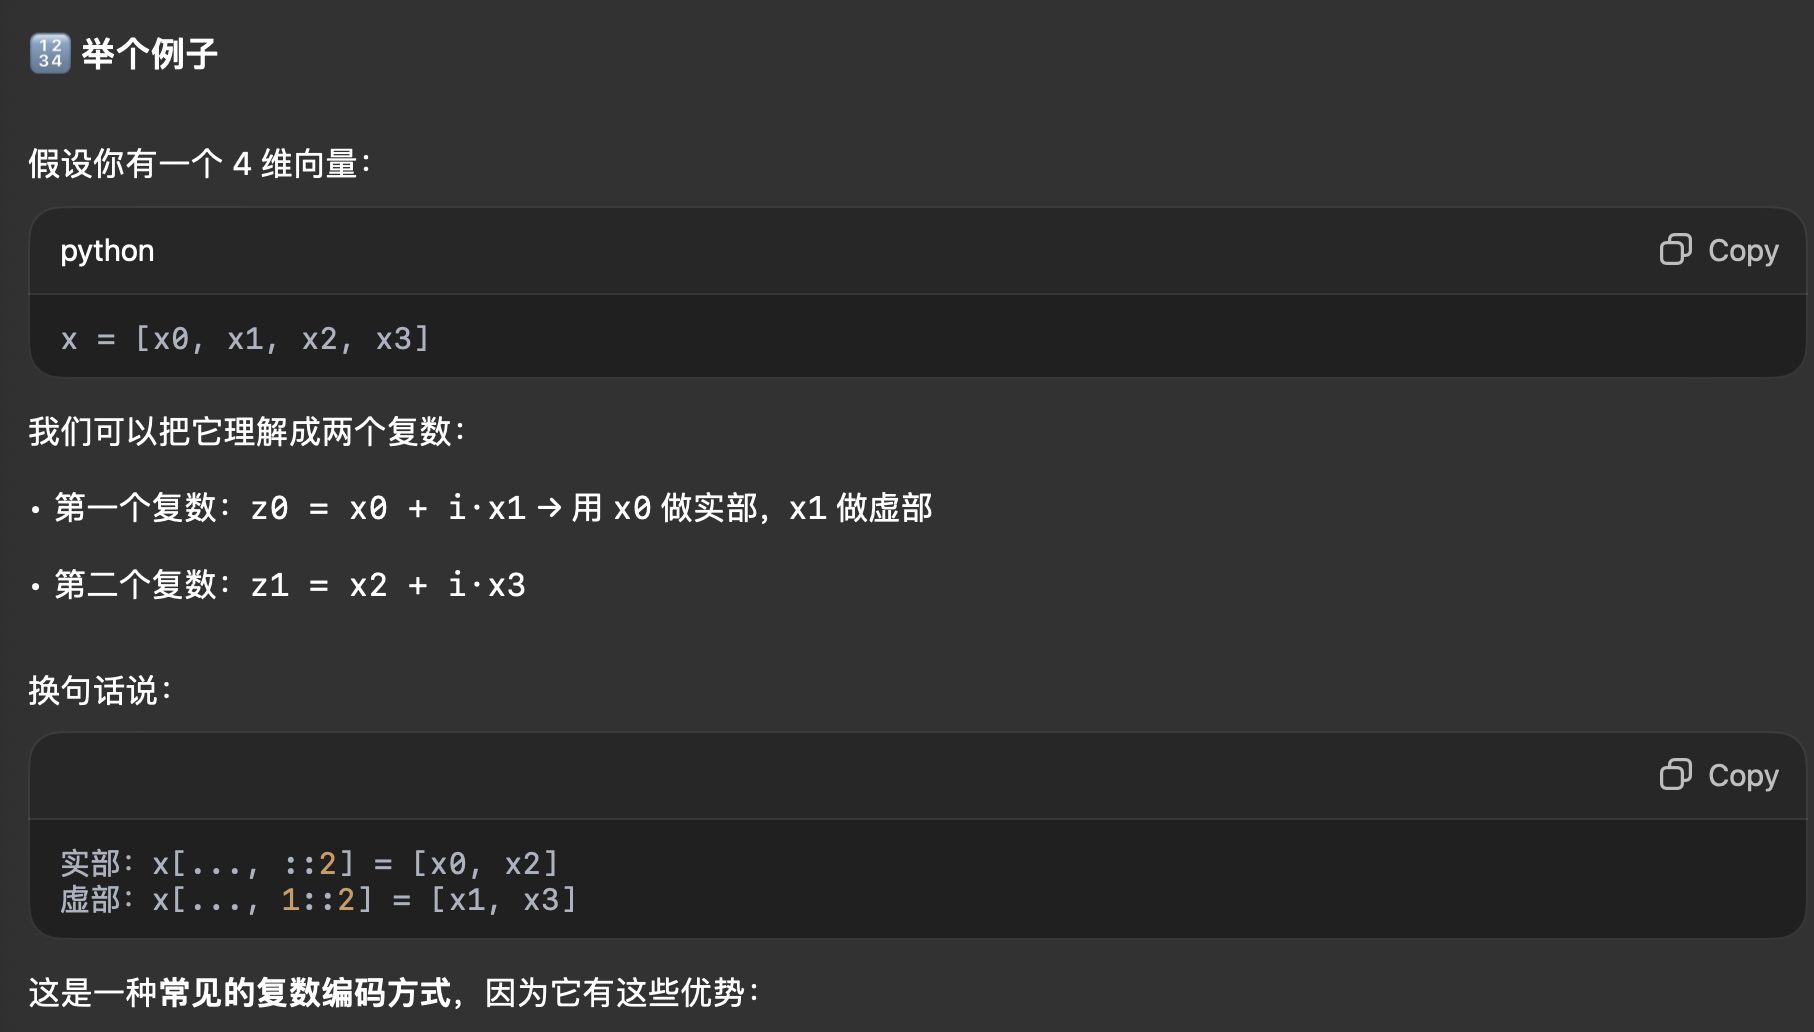 🔢 举个例子
假设你有一个 4 维向量：
python
Copy
x = [x0, x1, x2, x3]
我们可以把它理解成两个复数：
• 第一个复数：z0 = x0 + i·x1 → 用 x0 做实部，x1 做虚部
• 第二个复数：z1 = x2 + i·x3
换句话说：
Copy
实部：x[..., ::2] = [x0, x2]
虚部：x[..., 1::2] = [x1, x3]
这是一种常见的复数编码方式，因为它有这些优势：